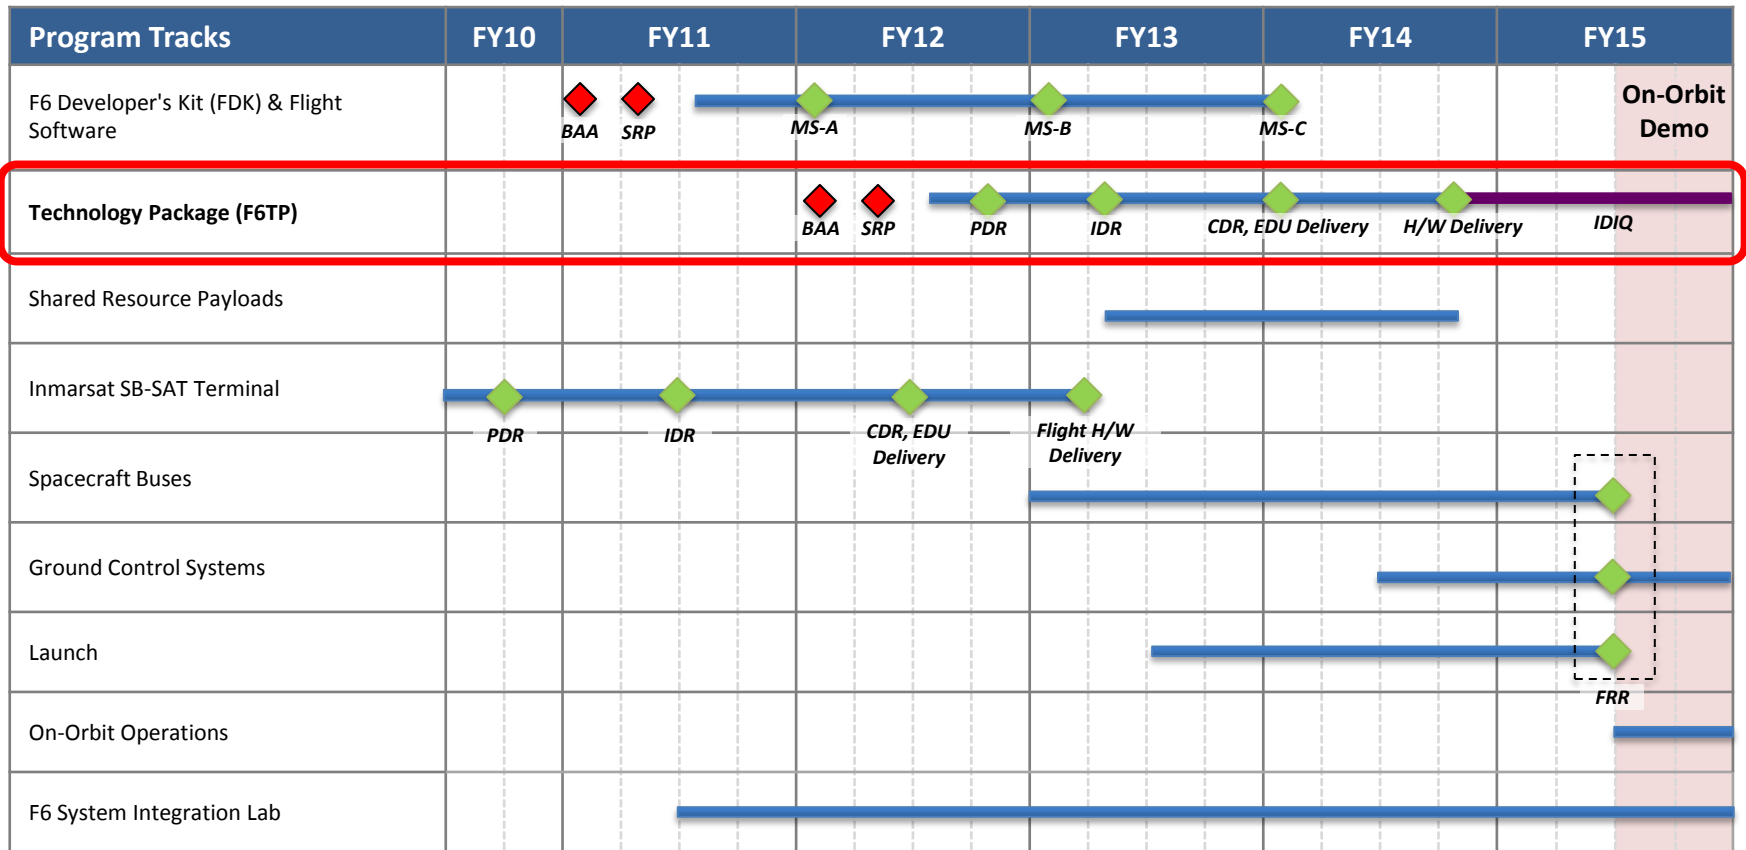 Program Tracks FY10 FY11 FY12 FY13 FY14 FY15
F6 Developer's Kit (FDK) & Flight
Software
BAA SRP MS-A MS-B MS-C
On-Orbit
Demo
Technology Package (F6TP)
BAA SRP PDR IDR CDR, EDU Delivery H/W Delivery IDIQ
Shared Resource Payloads
Inmarsat SB-SAT Terminal
PDR IDR CDR, EDU Flight H/W
Delivery Delivery
Spacecraft Buses
Ground Control Systems
Launch
FRR
On-Orbit Operations
F6 System Integration Lab